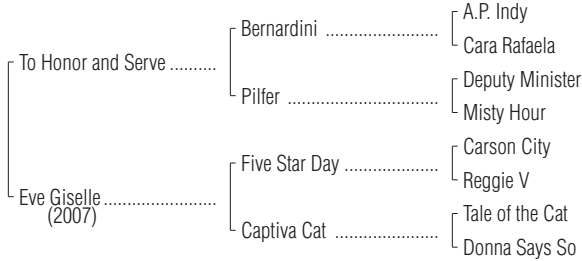 A.P. Indy
Bernardini ..........................
Cara Rafaela
To Honor and Serve ..........
Deputy Minister
Pilfer ...................................
Misty Hour
Carson City
Five Star Day ......................
Reggie V
Eve Giselle ..........................
(2007)
Tale of the Cat
Captiva Cat ........................
Donna Says So